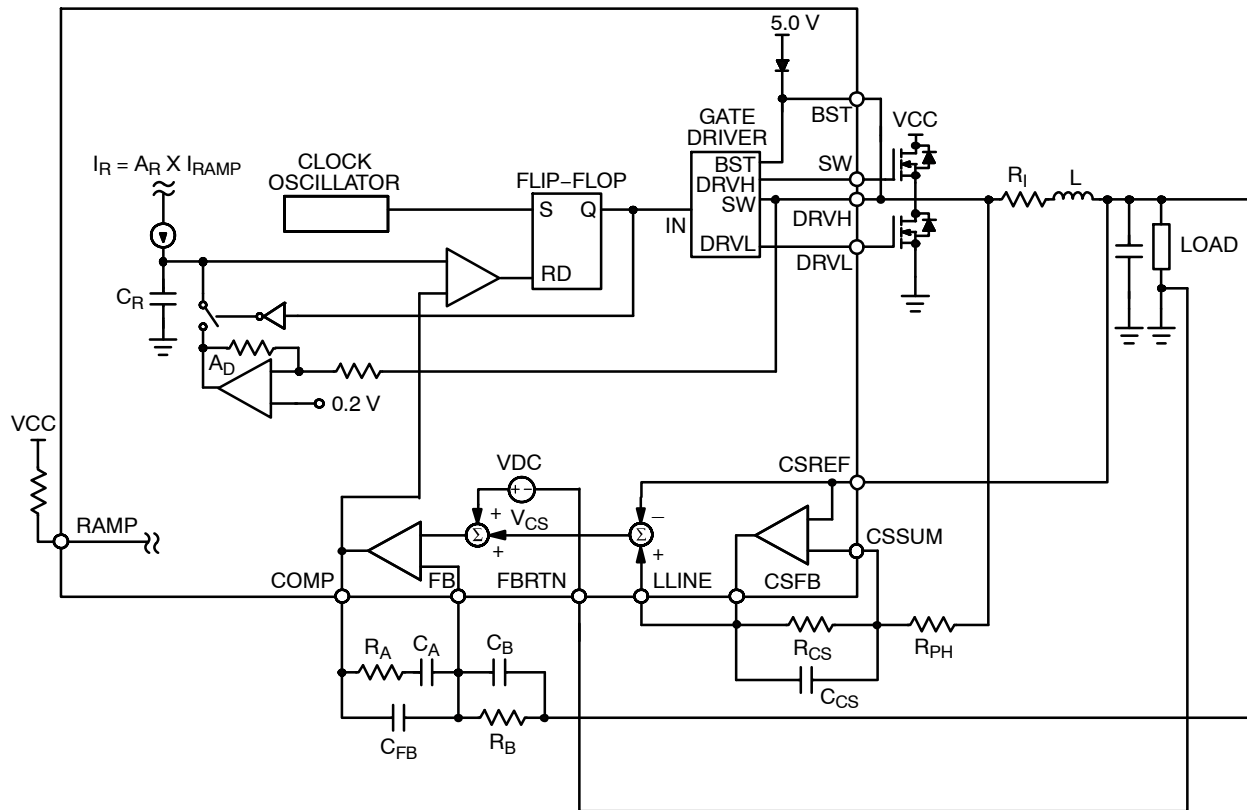 5.0 V
BST
VCC
GATE
DRIVER
BST
DRVH
SW
DRVL
IN
SW
DRVH
DRVL
I_R = A_R X I_RAMP
CLOCK
OSCILLATOR
FLIP–FLOP
S
Q
RD
R_I
L
LOAD
C_R
A_D
0.2 V
VCC
RAMP
VDC
+ –
V_CS
+
Σ
+
–
Σ
+
CSREF
CSSUM
COMP
FB
FBRTN
LLINE
CSFB
R_A
C_A
C_B
C_FB
R_B
R_CS
R_PH
C_CS